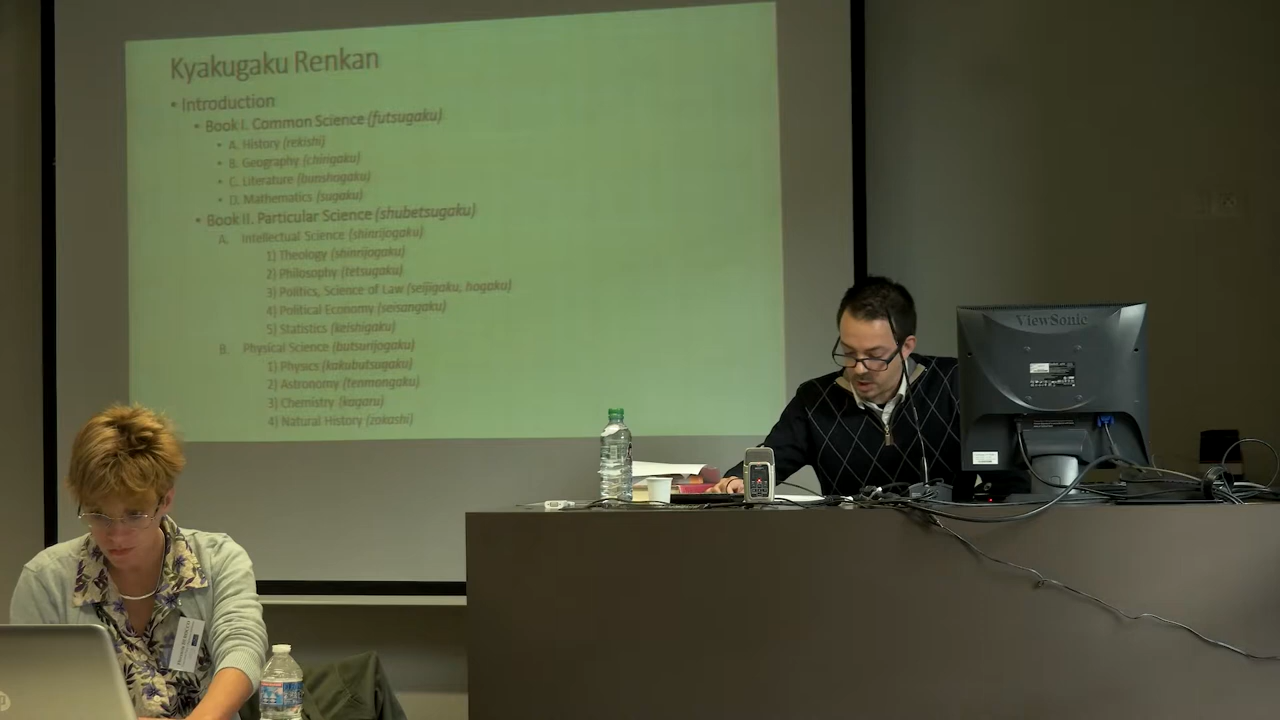 Kyakugaku Renkan
• Introduction
• Book I. Common Science (futsugaku)
• A. History (rekishi)
• B. Geography (chirigaku)
• C. Literature (bunshogaku)
• D. Mathematics (sugaku)
• Book II. Particular Science (shubetsugaku)
A. Intellectual Science (shinrijogaku)
1) Theology (shinrijogaku)
2) Philosophy (tetsugaku)
3) Politics, Science of Law (seijigaku, hogaku)
4) Political Economy (seisangaku)
5) Statistics (keishigaku)
B. Physical Science (butsurijogaku)
1) Physics (kakubutsugaku)
2) Astronomy (tenmongaku)
3) Chemistry (kagaru)
4) Natural History (zokashi)
ViewSonic